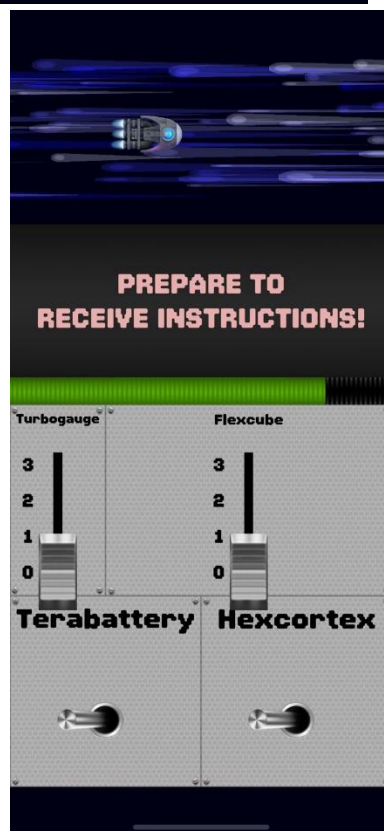 PREPARE TO
RECEIVE INSTRUCTIONS!
Turbogauge
3
2
1
0
Flexcube
3
2
1
0
Terabattery
Hexcortex